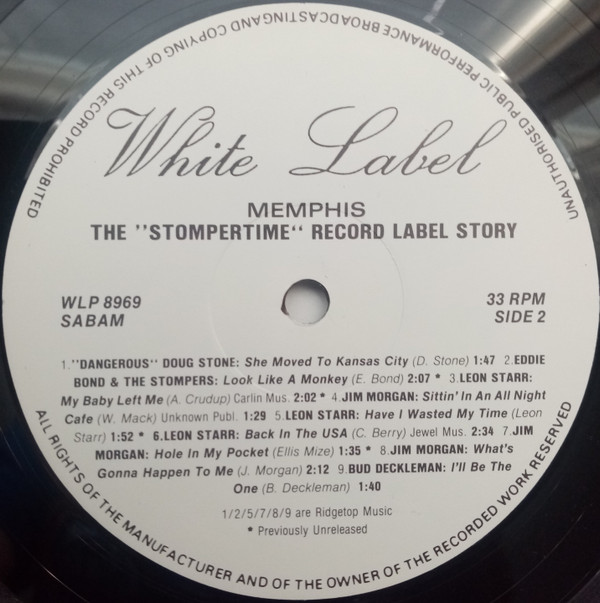 UNAUTHORISED PUBLIC PERFORMANCE BROADCASTING AND COPYING OF THIS RECORD PROHIBITED
White Label
MEMPHIS
THE "STOMPERTIME" RECORD LABEL STORY
WLP 8969
SABAM
33 RPM
SIDE 2
1."DANGEROUS" DOUG STONE: She Moved To Kansas City (D. Stone) 1:47 2.EDDIE
BOND & THE STOMPERS: Look Like A Monkey (E. Bond) 2:07 * 3.LEON STARR:
My Baby Left Me (A. Crudup) Carlin Mus. 2:02 * 4.JIM MORGAN: Sittin' In An All Night
Cafe (W. Mack) Unknown Publ. 1:29 5.LEON STARR: Have I Wasted My Time (Leon
Starr) 1:52 * 6.LEON STARR: Back In The USA (C. Berry) Jewel Mus. 2:34 7.JIM
MORGAN: Hole In My Pocket (Ellis Mize) 1:35 * 8.JIM MORGAN: What's
Gonna Happen To Me (J. Morgan) 2:12 9.BUD DECKLEMAN: I'll Be The
One (B. Deckleman) 1:40
1/2/5/7/8/9 are Ridgetop Music
* Previously Unreleased
ALL RIGHTS OF THE MANUFACTURER AND OF THE OWNER OF THE RECORDED WORK RESERVED